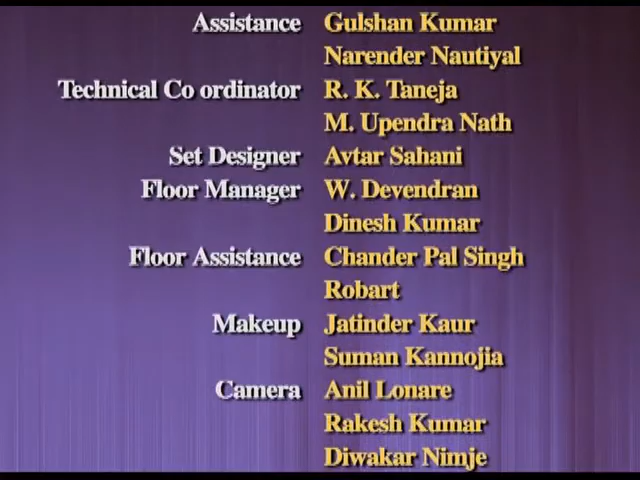 Assistance Gulshan Kumar
Narender Nautiyal
Technical Co ordinator R. K. Taneja
M. Upendra Nath
Set Designer Avtar Sahani
Floor Manager W. Devendran
Dinesh Kumar
Floor Assistance Chander Pal Singh
Robart
Makeup Jatinder Kaur
Suman Kannojia
Camera Anil Lonare
Rakesh Kumar
Diwakar Nimje